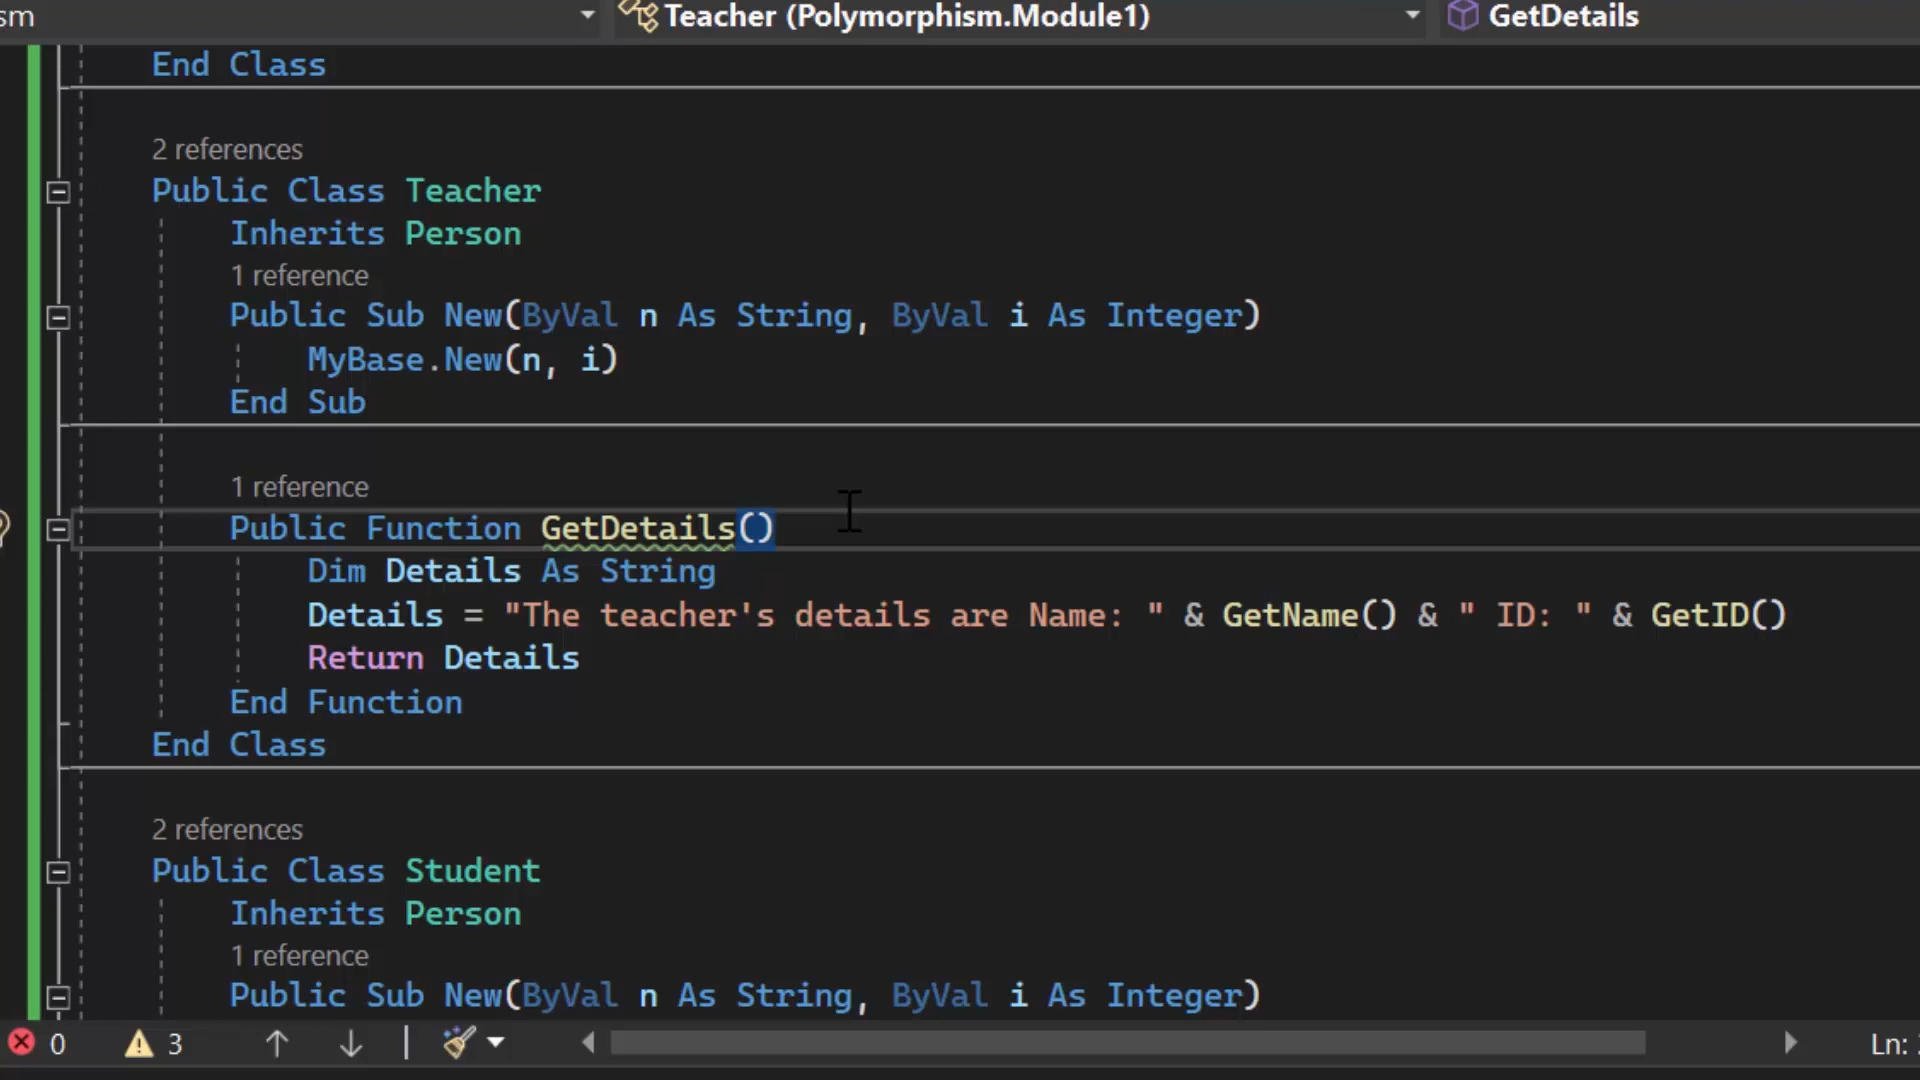 sm Teacher (Polymorphism.Module1) GetDetails
End Class
2 references
Public Class Teacher
Inherits Person
1 reference
Public Sub New(ByVal n As String, ByVal i As Integer)
MyBase.New(n, i)
End Sub
1 reference
Public Function GetDetails()
Dim Details As String
Details = "The teacher's details are Name: " & GetName() & " ID: " & GetID()
Return Details
End Function
End Class
2 references
Public Class Student
Inherits Person
1 reference
Public Sub New(ByVal n As String, ByVal i As Integer)
0 3 Ln: